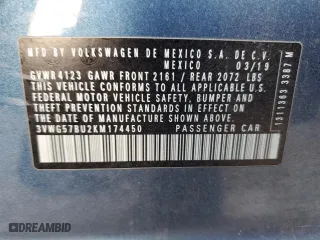 MFD BY VOLKSWAGEN DE MEXICO S.A. DE C.V.
MEXICO 03/19
GVWR4123 GAWR FRONT 2161 / REAR 2072 LBS
THIS VEHICLE CONFORMS TO ALL APPLICABLE
FEDERAL MOTOR VEHICLE SAFETY, BUMPER AND
THEFT PREVENTION STANDARDS IN EFFECT ON THE
DATE OF MANUFACTURE SHOWN ABOVE.
3VWG57BU2KM174450 PASSENGER CAR
1311363 3387 M
DREAMBID